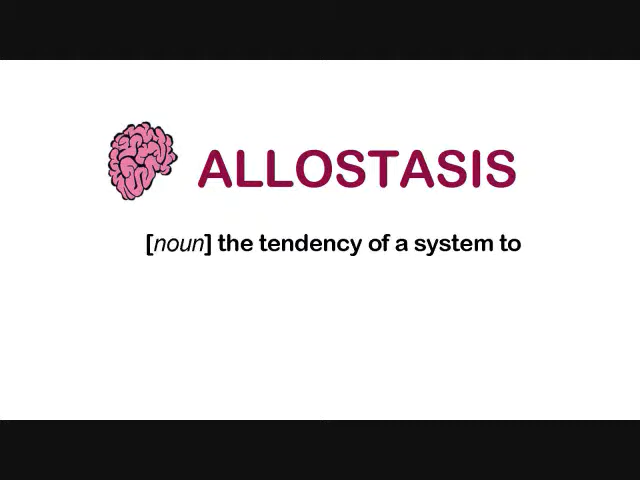 ALLOSTASIS
[noun] the tendency of a system to